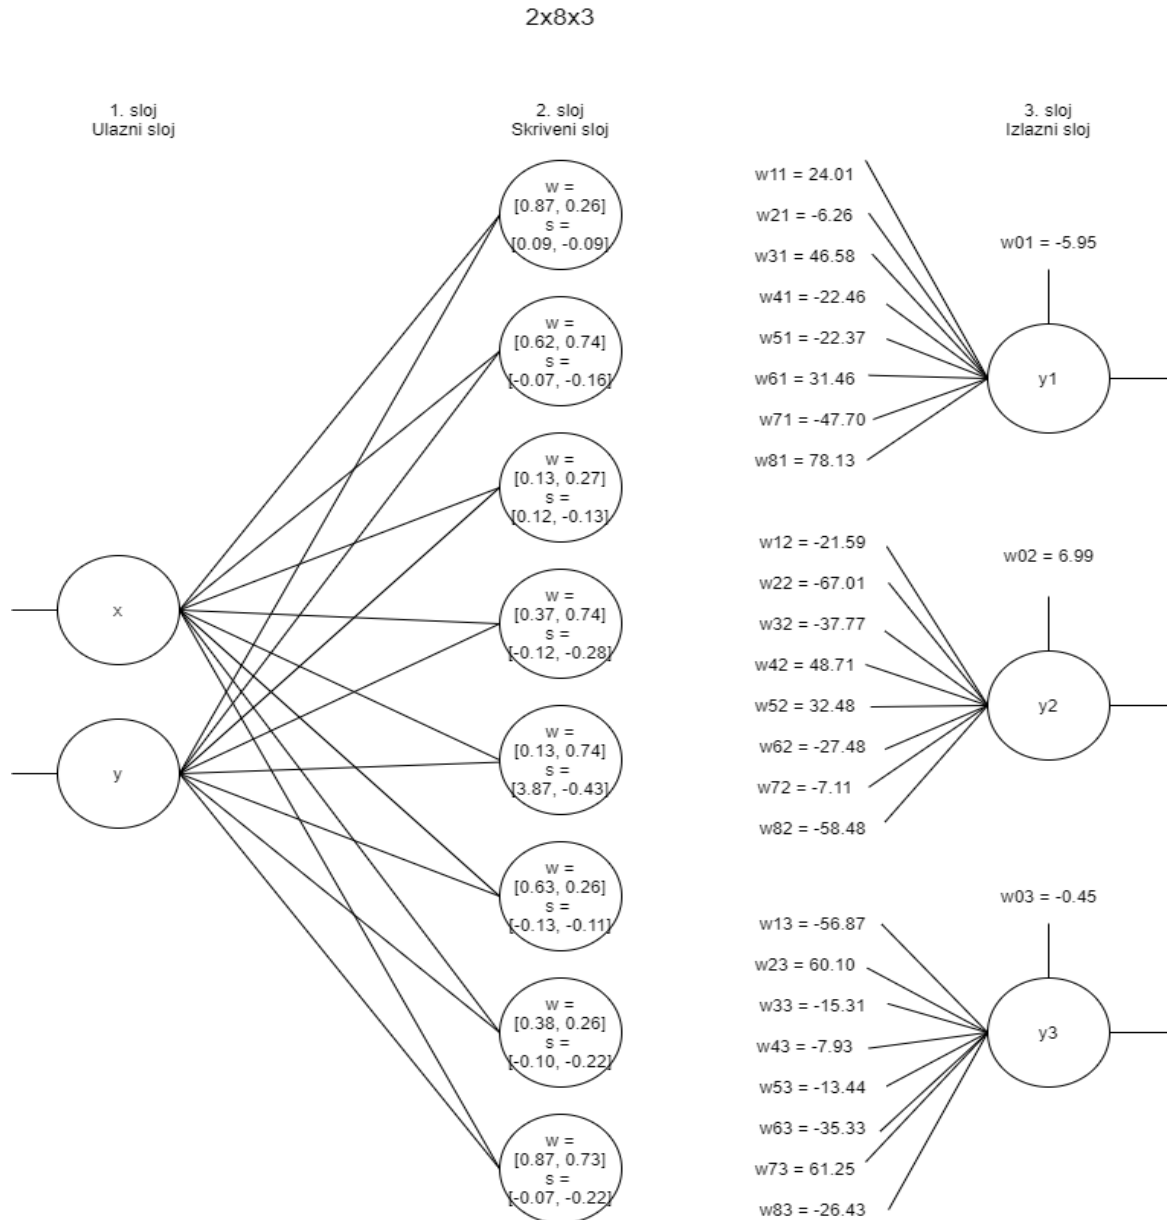 2x8x3
1. sloj
Ulazni sloj
2. sloj
Skriveni sloj
3. sloj
Izlazni sloj
x
y
w =
[0.87, 0.26]
s =
[0.09, -0.09]
w =
[0.62, 0.74]
s =
[-0.07, -0.16]
w =
[0.13, 0.27]
s =
[0.12, -0.13]
w =
[0.37, 0.74]
s =
[-0.12, -0.28]
w =
[0.13, 0.74]
s =
[3.87, -0.43]
w =
[0.63, 0.26]
s =
[-0.13, -0.11]
w =
[0.38, 0.26]
s =
[-0.10, -0.22]
w =
[0.87, 0.73]
s =
[-0.07, -0.22]
w11 = 24.01
w21 = -6.26
w31 = 46.58
w41 = -22.46
w51 = -22.37
w61 = 31.46
w71 = -47.70
w81 = 78.13
w01 = -5.95
y1
w12 = -21.59
w22 = -67.01
w32 = -37.77
w42 = 48.71
w52 = 32.48
w62 = -27.48
w72 = -7.11
w82 = -58.48
w02 = 6.99
y2
w13 = -56.87
w23 = 60.10
w33 = -15.31
w43 = -7.93
w53 = -13.44
w63 = -35.33
w73 = 61.25
w83 = -26.43
w03 = -0.45
y3